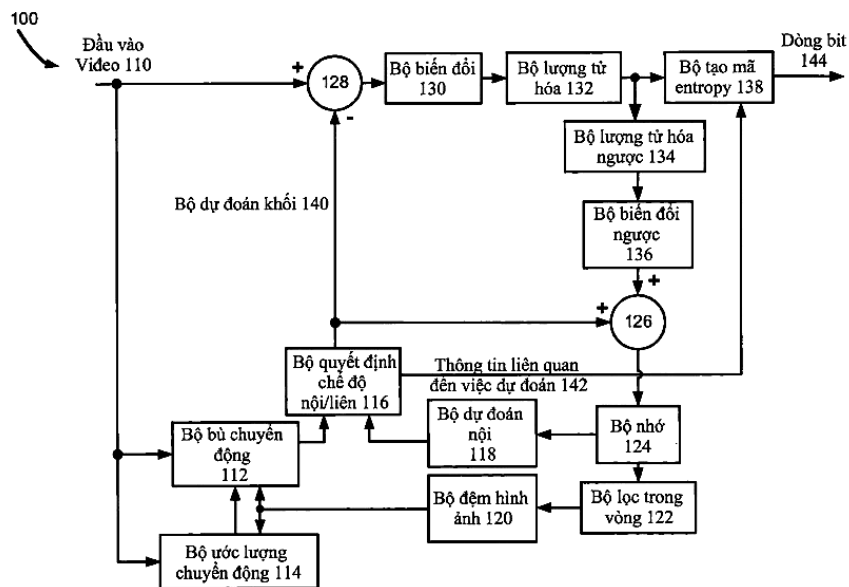 100
Đầu vào
Video 110
+
128
-
Bộ biến đổi
130
Bộ lượng tử
hóa 132
Bộ tạo mã
entropy 138
Dòng bit
144
Bộ lượng tử hóa
ngược 134
Bộ dự đoán khối 140
Bộ biến đổi
ngược
136
+
+
126
Bộ quyết định
chế độ
nội/liên 116
Thông tin liên quan
đến việc dự đoán 142
Bộ bù chuyển
động
112
Bộ dự đoán
nội
118
Bộ nhớ
124
Bộ đệm hình
ảnh 120
Bộ lọc trong
vòng 122
Bộ ước lượng
chuyển động 114